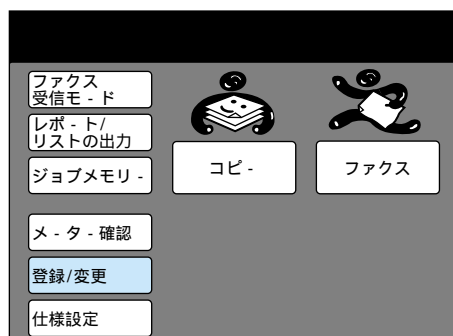 ファクス
受信モ - ド
レポ - ト/
リストの出力
ジョブメモリ -
コピ -
ファクス
メ - タ - 確認
登録/変更
仕様設定